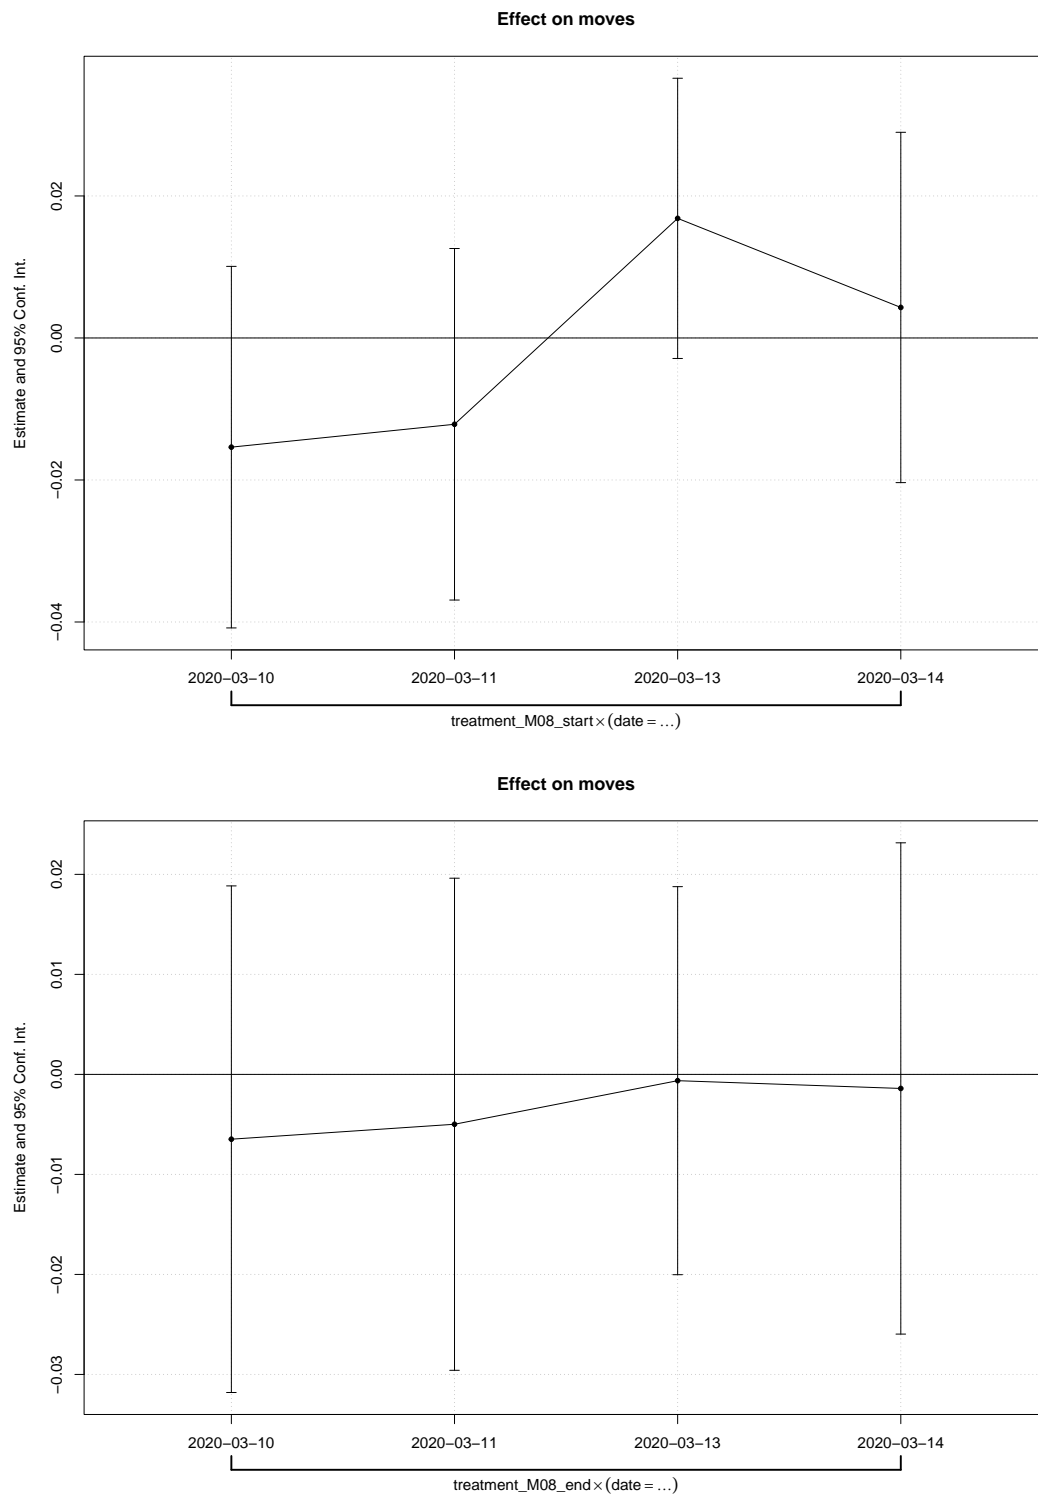 Effect on moves
Estimate and 95% Conf. Int.
0.02
0.00
−0.02
−0.04
2020−03−10 2020−03−11 2020−03−13 2020−03−14
treatment_M08_start×(date = …)
Effect on moves
Estimate and 95% Conf. Int.
0.02
0.01
0.00
−0.01
−0.02
−0.03
2020−03−10 2020−03−11 2020−03−13 2020−03−14
treatment_M08_end×(date = …)